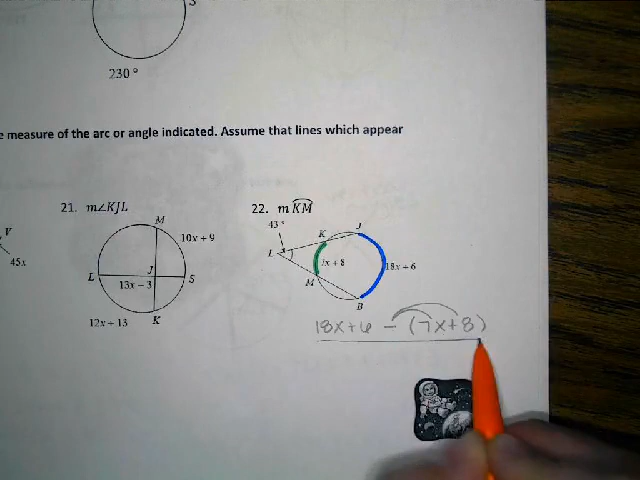 S
230°
e measure of the arc or angle indicated. Assume that lines which appear
V
45x
21. m∠KJL
M
10x + 9
L
J
S
13x − 3
12x + 13
K
22. m KM
43°
J
K
L
7x + 8
18x + 6
M
B
18x+6 − (7x+8)